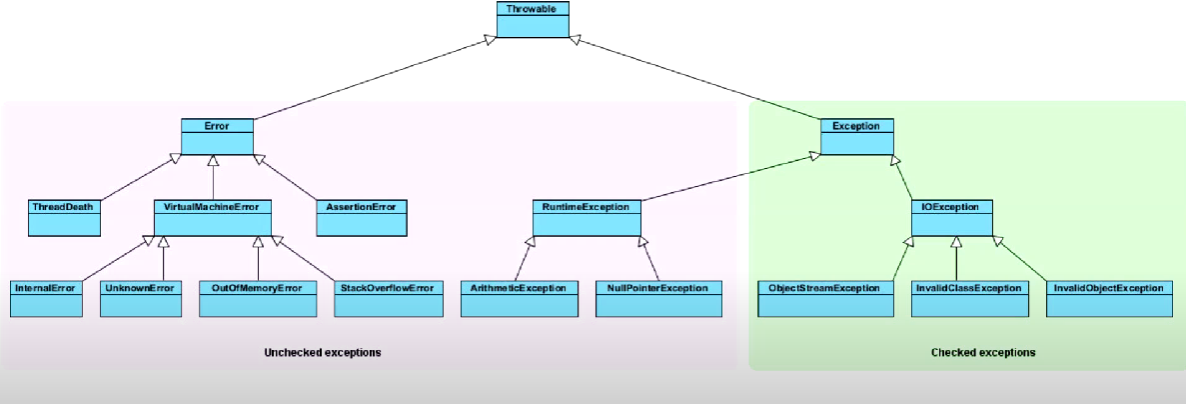 Throwable
Error
Exception
ThreadDeath
VirtualMachineError
AssertionError
RuntimeException
IOException
InternalError
UnknownError
OutOfMemoryError
StackOverflowError
ArithmeticException
NullPointerException
ObjectStreamException
InvalidClassException
InvalidObjectException
Unchecked exceptions
Checked exceptions